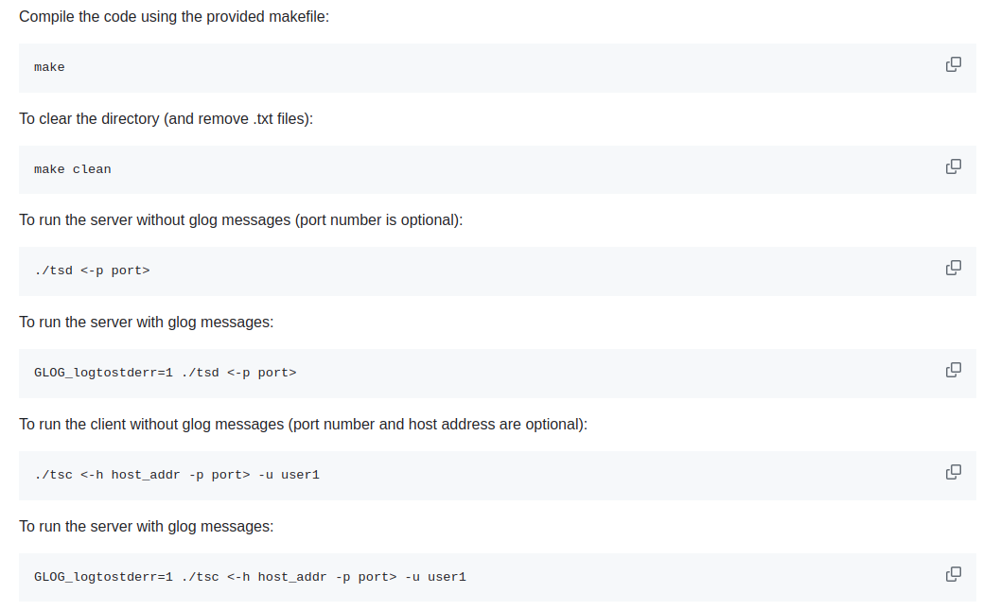 Compile the code using the provided makefile:
make
To clear the directory (and remove .txt files):
make clean
To run the server without glog messages (port number is optional):
./tsd <-p port>
To run the server with glog messages:
GLOG_logtostderr=1 ./tsd <-p port>
To run the client without glog messages (port number and host address are optional):
./tsc <-h host_addr -p port> -u user1
To run the server with glog messages:
GLOG_logtostderr=1 ./tsc <-h host_addr -p port> -u user1